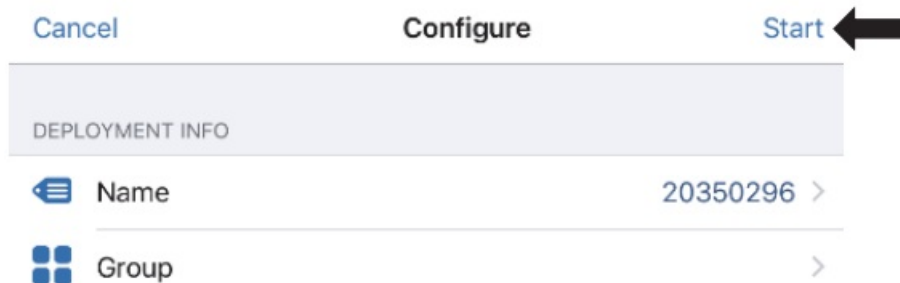 Cancel Configure Start
DEPLOYMENT INFO
Name 20350296
Group